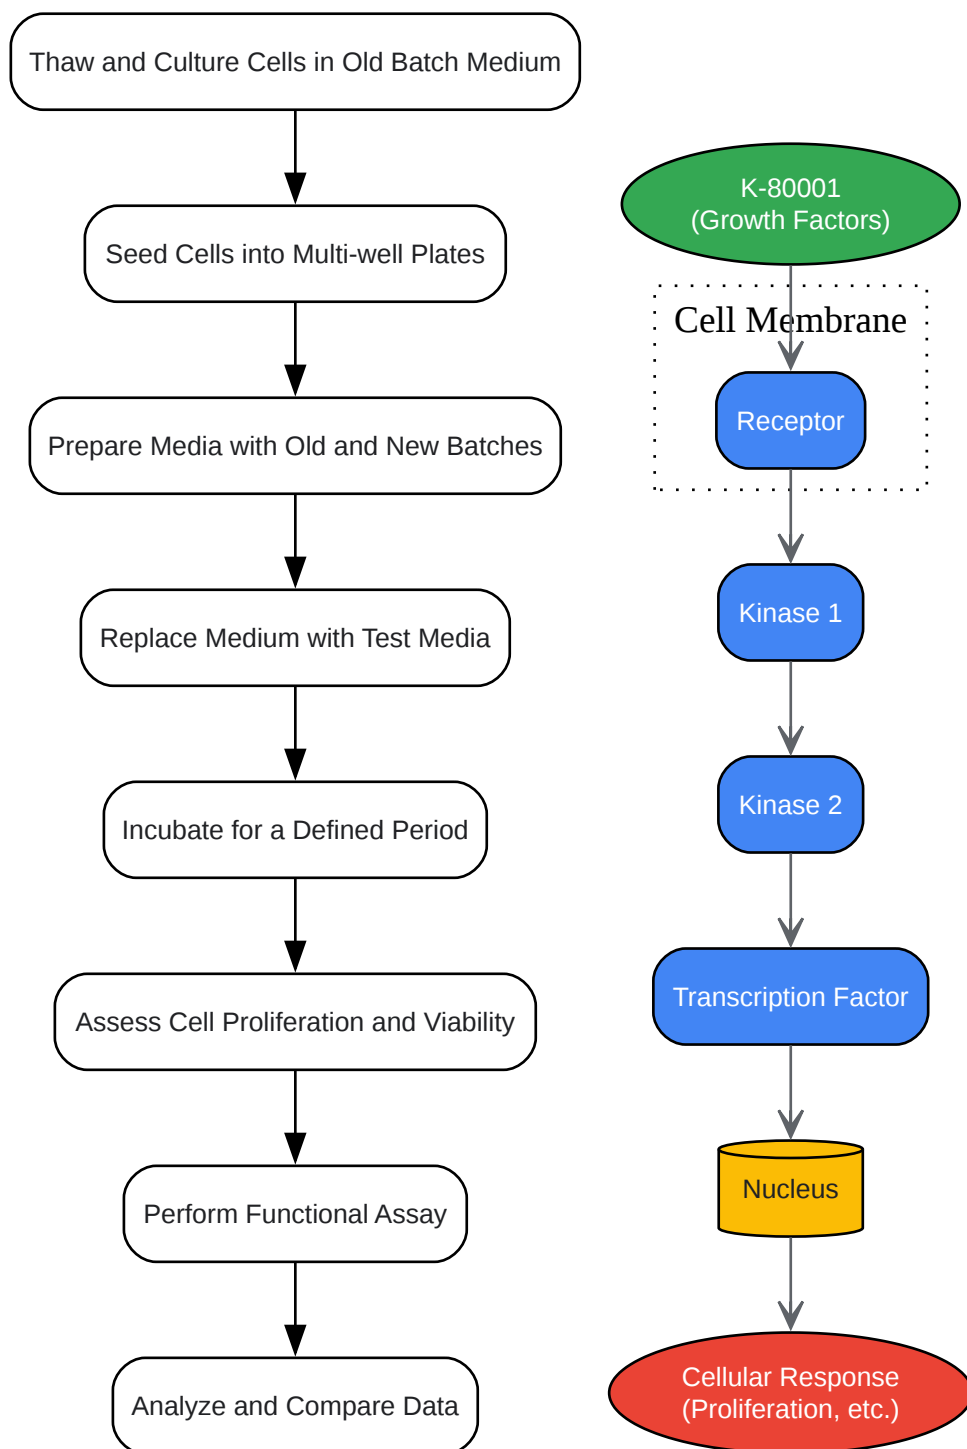 Thaw and Culture Cells in Old Batch Medium
Seed Cells into Multi-well Plates
Prepare Media with Old and New Batches
Replace Medium with Test Media
Incubate for a Defined Period
Assess Cell Proliferation and Viability
Perform Functional Assay
Analyze and Compare Data
K-80001
(Growth Factors)
Cell Membrane
Receptor
Kinase 1
Kinase 2
Transcription Factor
Nucleus
Cellular Response
(Proliferation, etc.)